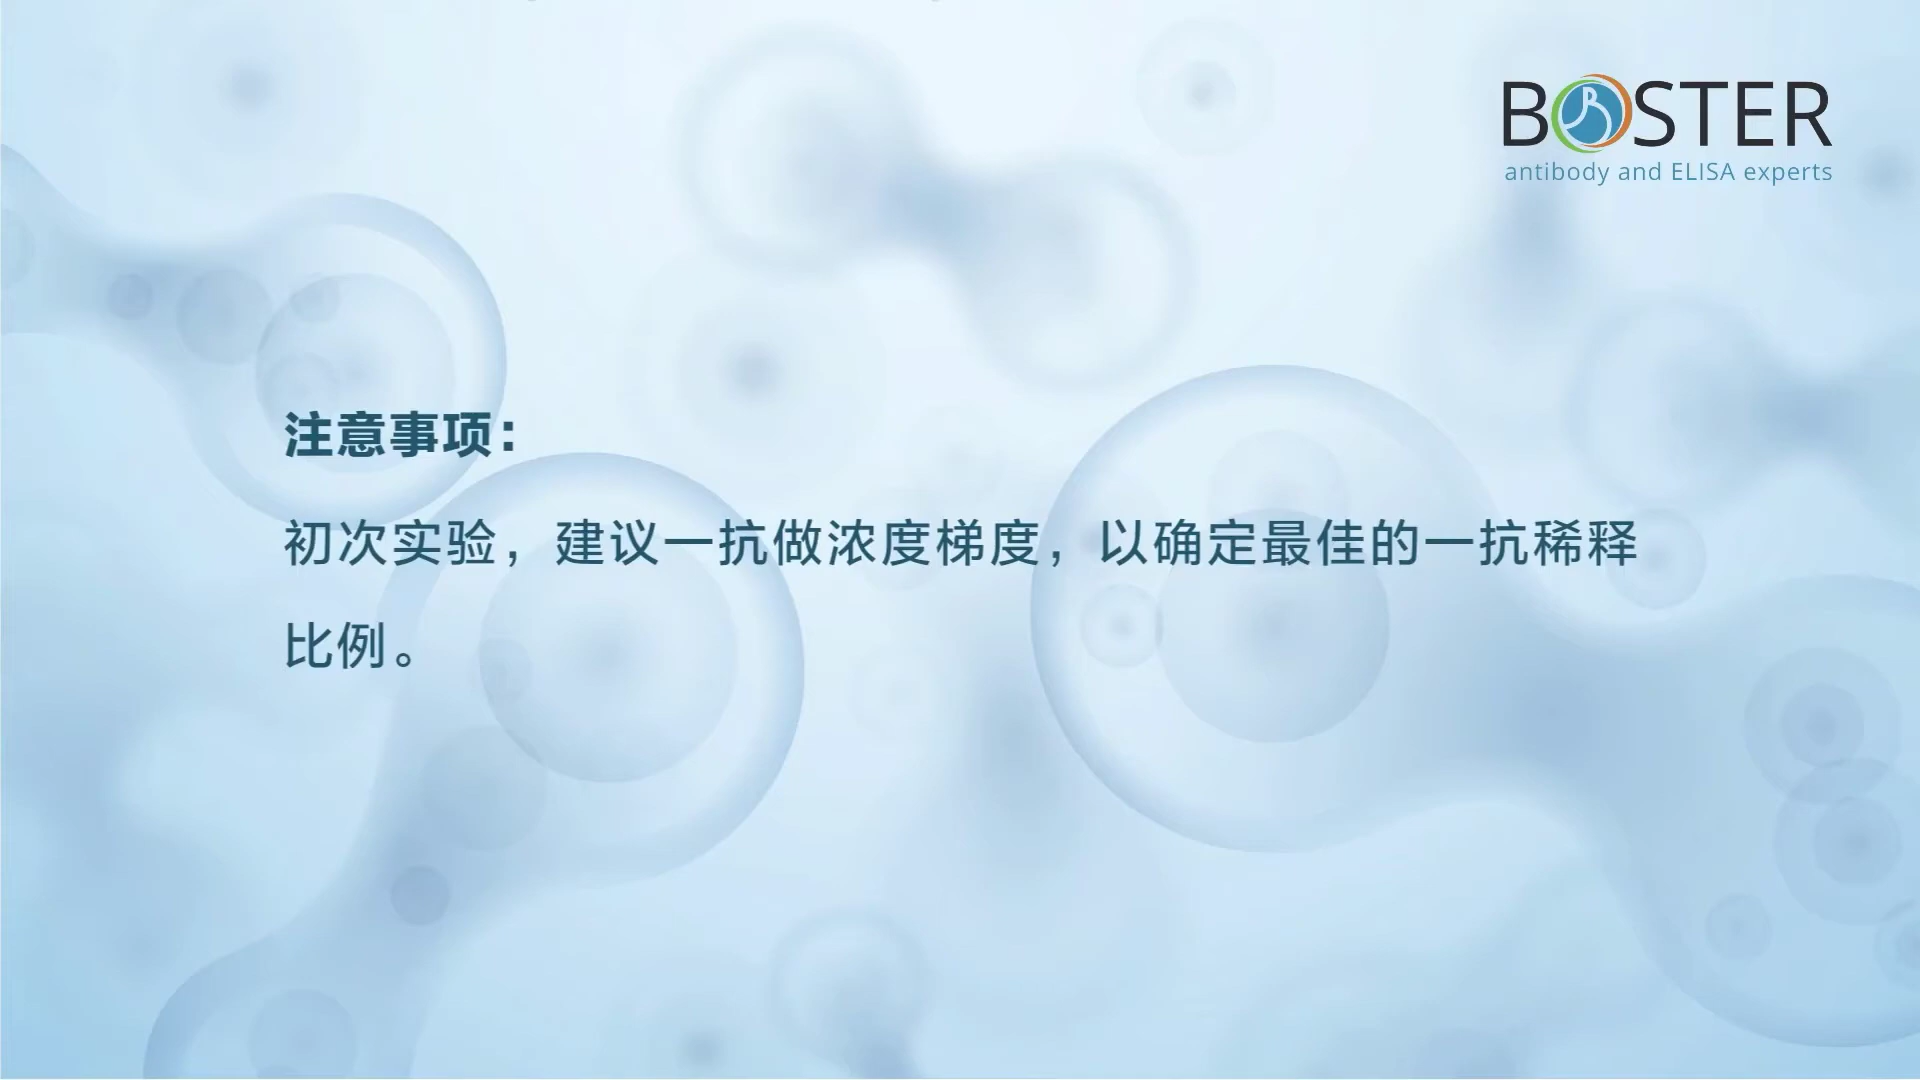 BOSTER
antibody and ELISA experts
注意事项：
初次实验，建议一抗做浓度梯度，以确定最佳的一抗稀释
比例。